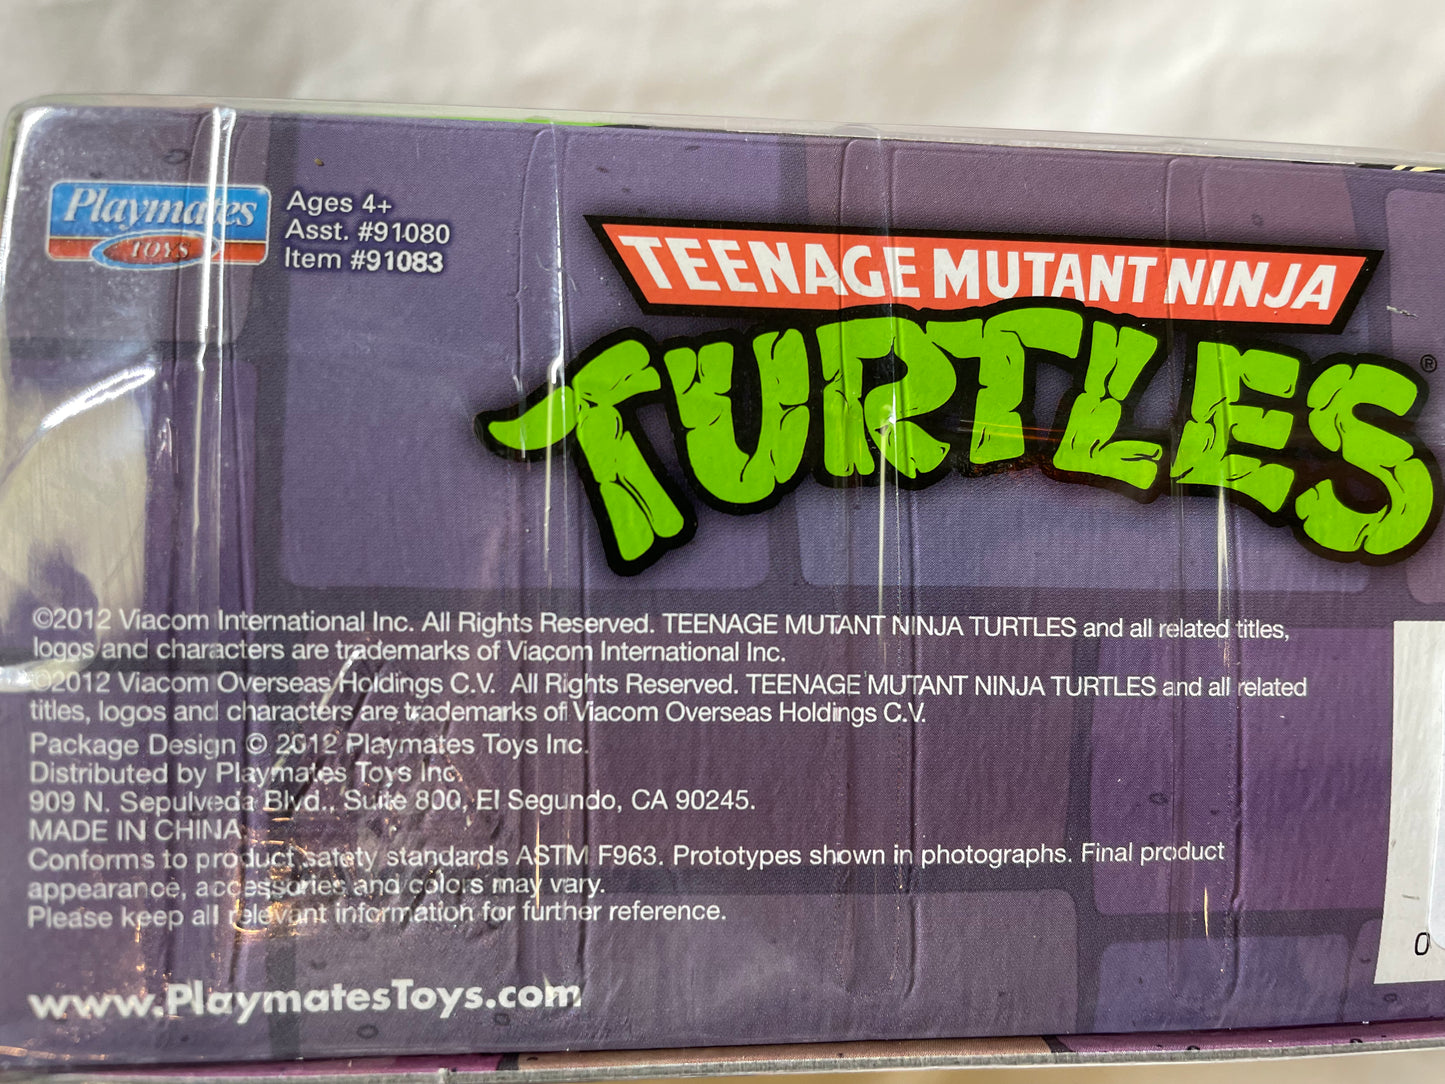 Playmates
TOYS
Ages 4+
Asst. #91080
Item #91083
TEENAGE MUTANT NINJA
TURTLES®
©2012 Viacom International Inc. All Rights Reserved. TEENAGE MUTANT NINJA TURTLES and all related titles,
logos and characters are trademarks of Viacom International Inc.
©2012 Viacom Overseas Holdings C.V. All Rights Reserved. TEENAGE MUTANT NINJA TURTLES and all related
titles, logos and characters are trademarks of Viacom Overseas Holdings C.V.
Package Design © 2012 Playmates Toys Inc.
Distributed by Playmates Toys Inc.
909 N. Sepulveda Blvd., Suite 800, El Segundo, CA 90245.
MADE IN CHINA
Conforms to product safety standards ASTM F963. Prototypes shown in photographs. Final product
appearance, accessories and colors may vary.
Please keep all relevant information for further reference.
www.PlaymatesToys.com
0